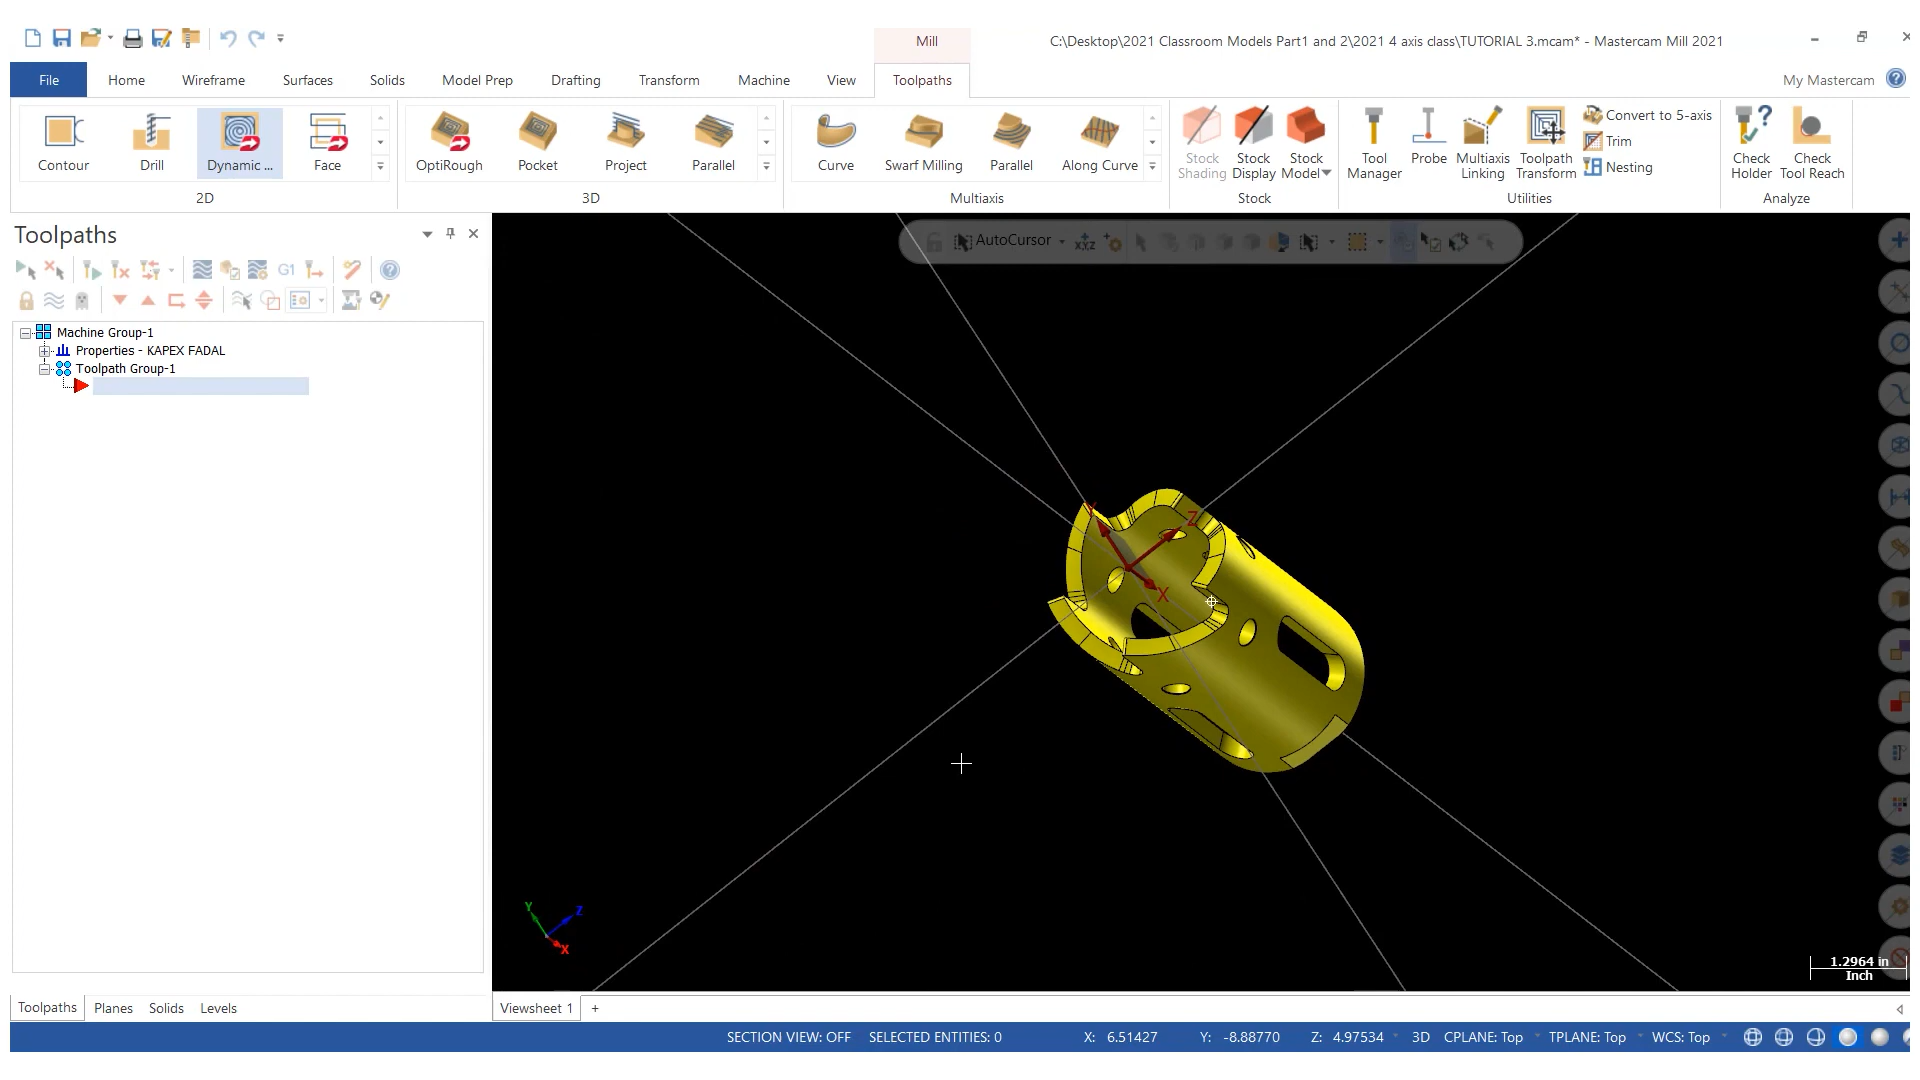 Mill
C:\Desktop\2021 Classroom Models Part1 and 2\2021 4 axis class\TUTORIAL 3.mcam* - Mastercam Mill 2021
File Home Wireframe Surfaces Solids Model Prep Drafting Transform Machine View Toolpaths My Mastercam
Contour Drill Dynamic ... Face
2D
OptiRough Pocket Project Parallel
3D
Curve Swarf Milling Parallel Along Curve
Multiaxis
Stock Shading
Stock Display
Stock Model
Stock
Tool Manager
Probe
Multiaxis Linking
Toolpath Transform
Convert to 5-axis
Trim
Nesting
Utilities
Check Holder
Check Tool Reach
Analyze
Toolpaths
G1
AutoCursor
XYZ
Machine Group-1
Properties - KAPEX FADAL
Toolpath Group-1
Y
Z
X
Y
Z
X
1.2964 in
Inch
Toolpaths Planes Solids Levels
Viewsheet 1 +
SECTION VIEW: OFF SELECTED ENTITIES: 0 X: 6.51427 Y: -8.88770 Z: 4.97534 3D CPLANE: Top TPLANE: Top WCS: Top